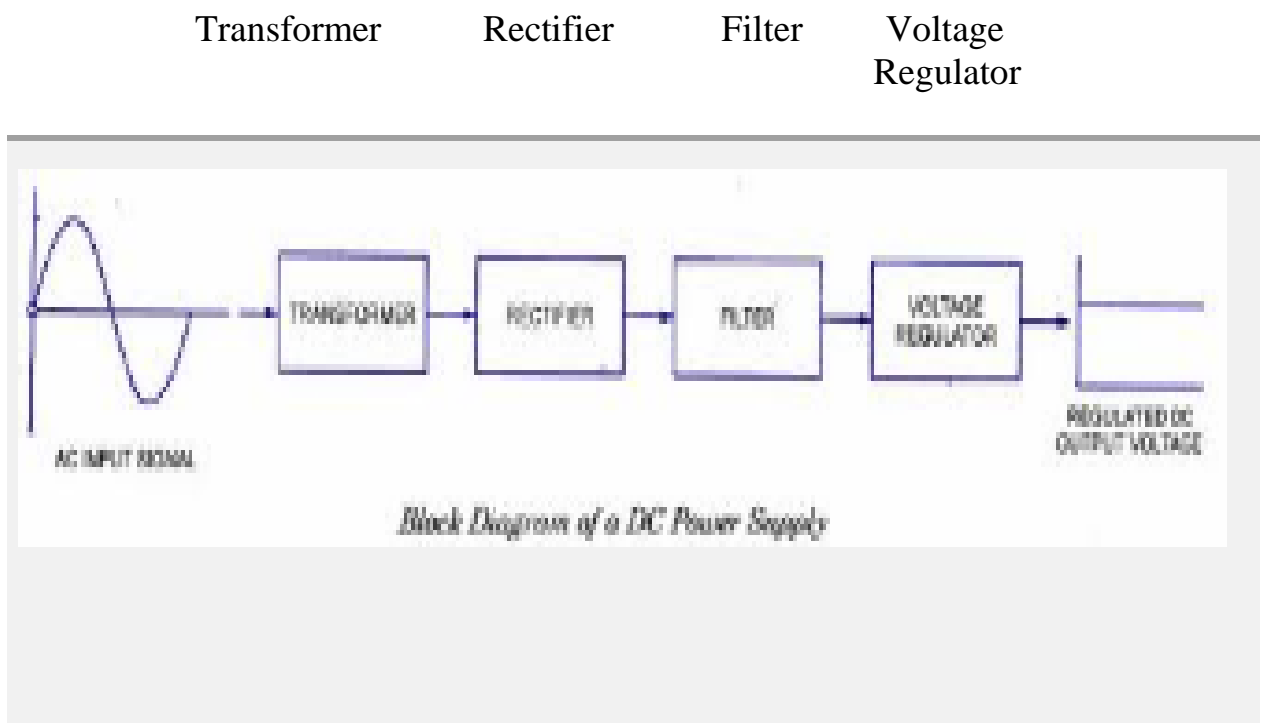 Transformer Rectifier Filter Voltage
Regulator
TRANSFORMER RECTIFIER FILTER VOLTAGE
REGULATOR
AC INPUT SIGNAL
REGULATED DC
OUTPUT VOLTAGE
Block Diagram of a DC Power Supply